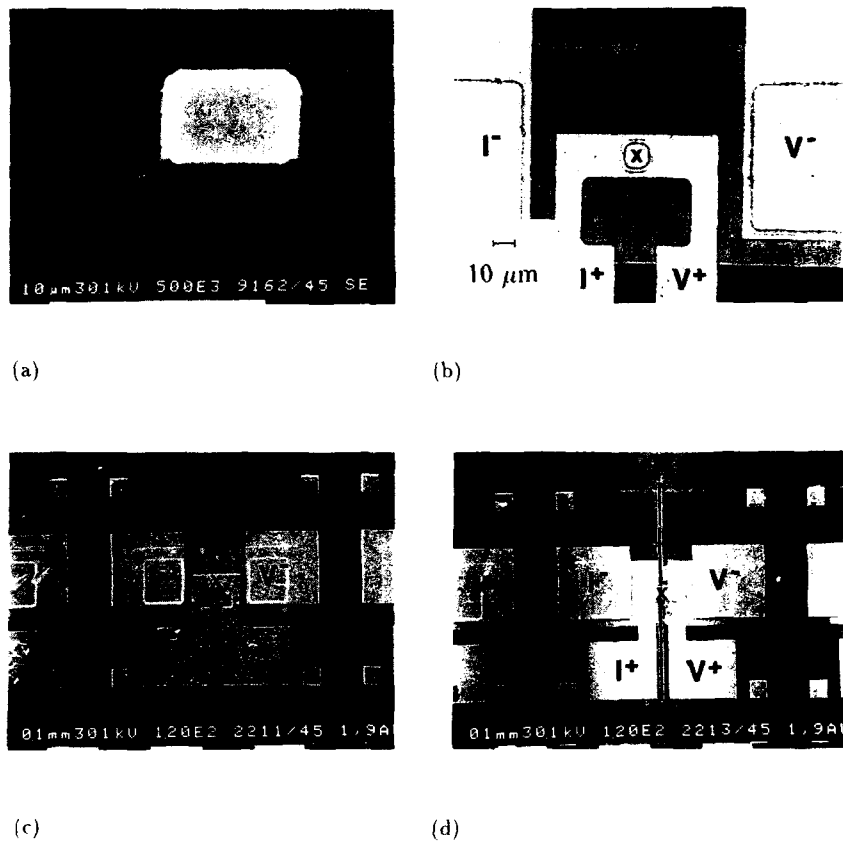 10μm301kV 500E3 9162/45 SE
(a)
I⁻
X
V⁻
10 μm
I⁺
V⁺
(b)
V
01mm301kV 120E2 2211/45 1,9A
(c)
V⁻
X
I⁺
V⁺
01mm301kV 120E2 2213/45 1,9A
(d)